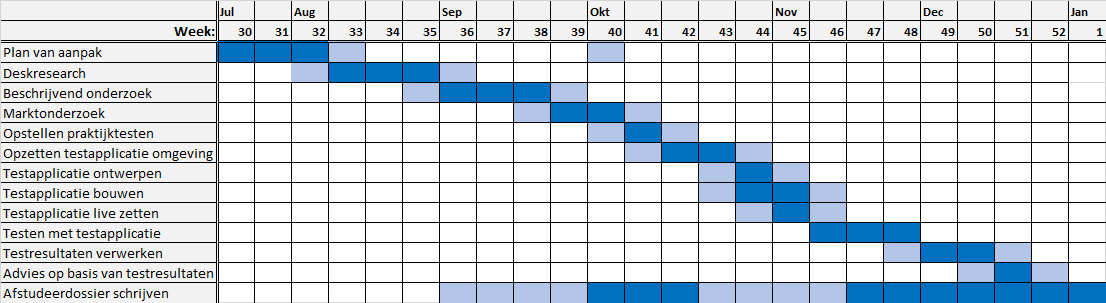 Jul Aug Sep Okt Nov Dec Jan
Week: 30 31 32 33 34 35 36 37 38 39 40 41 42 43 44 45 46 47 48 49 50 51 52 1
Plan van aanpak
Deskresearch
Beschrijvend onderzoek
Marktonderzoek
Opstellen praktijktesten
Opzetten testapplicatie omgeving
Testapplicatie ontwerpen
Testapplicatie bouwen
Testapplicatie live zetten
Testen met testapplicatie
Testresultaten verwerken
Advies op basis van testresultaten
Afstudeerdossier schrijven